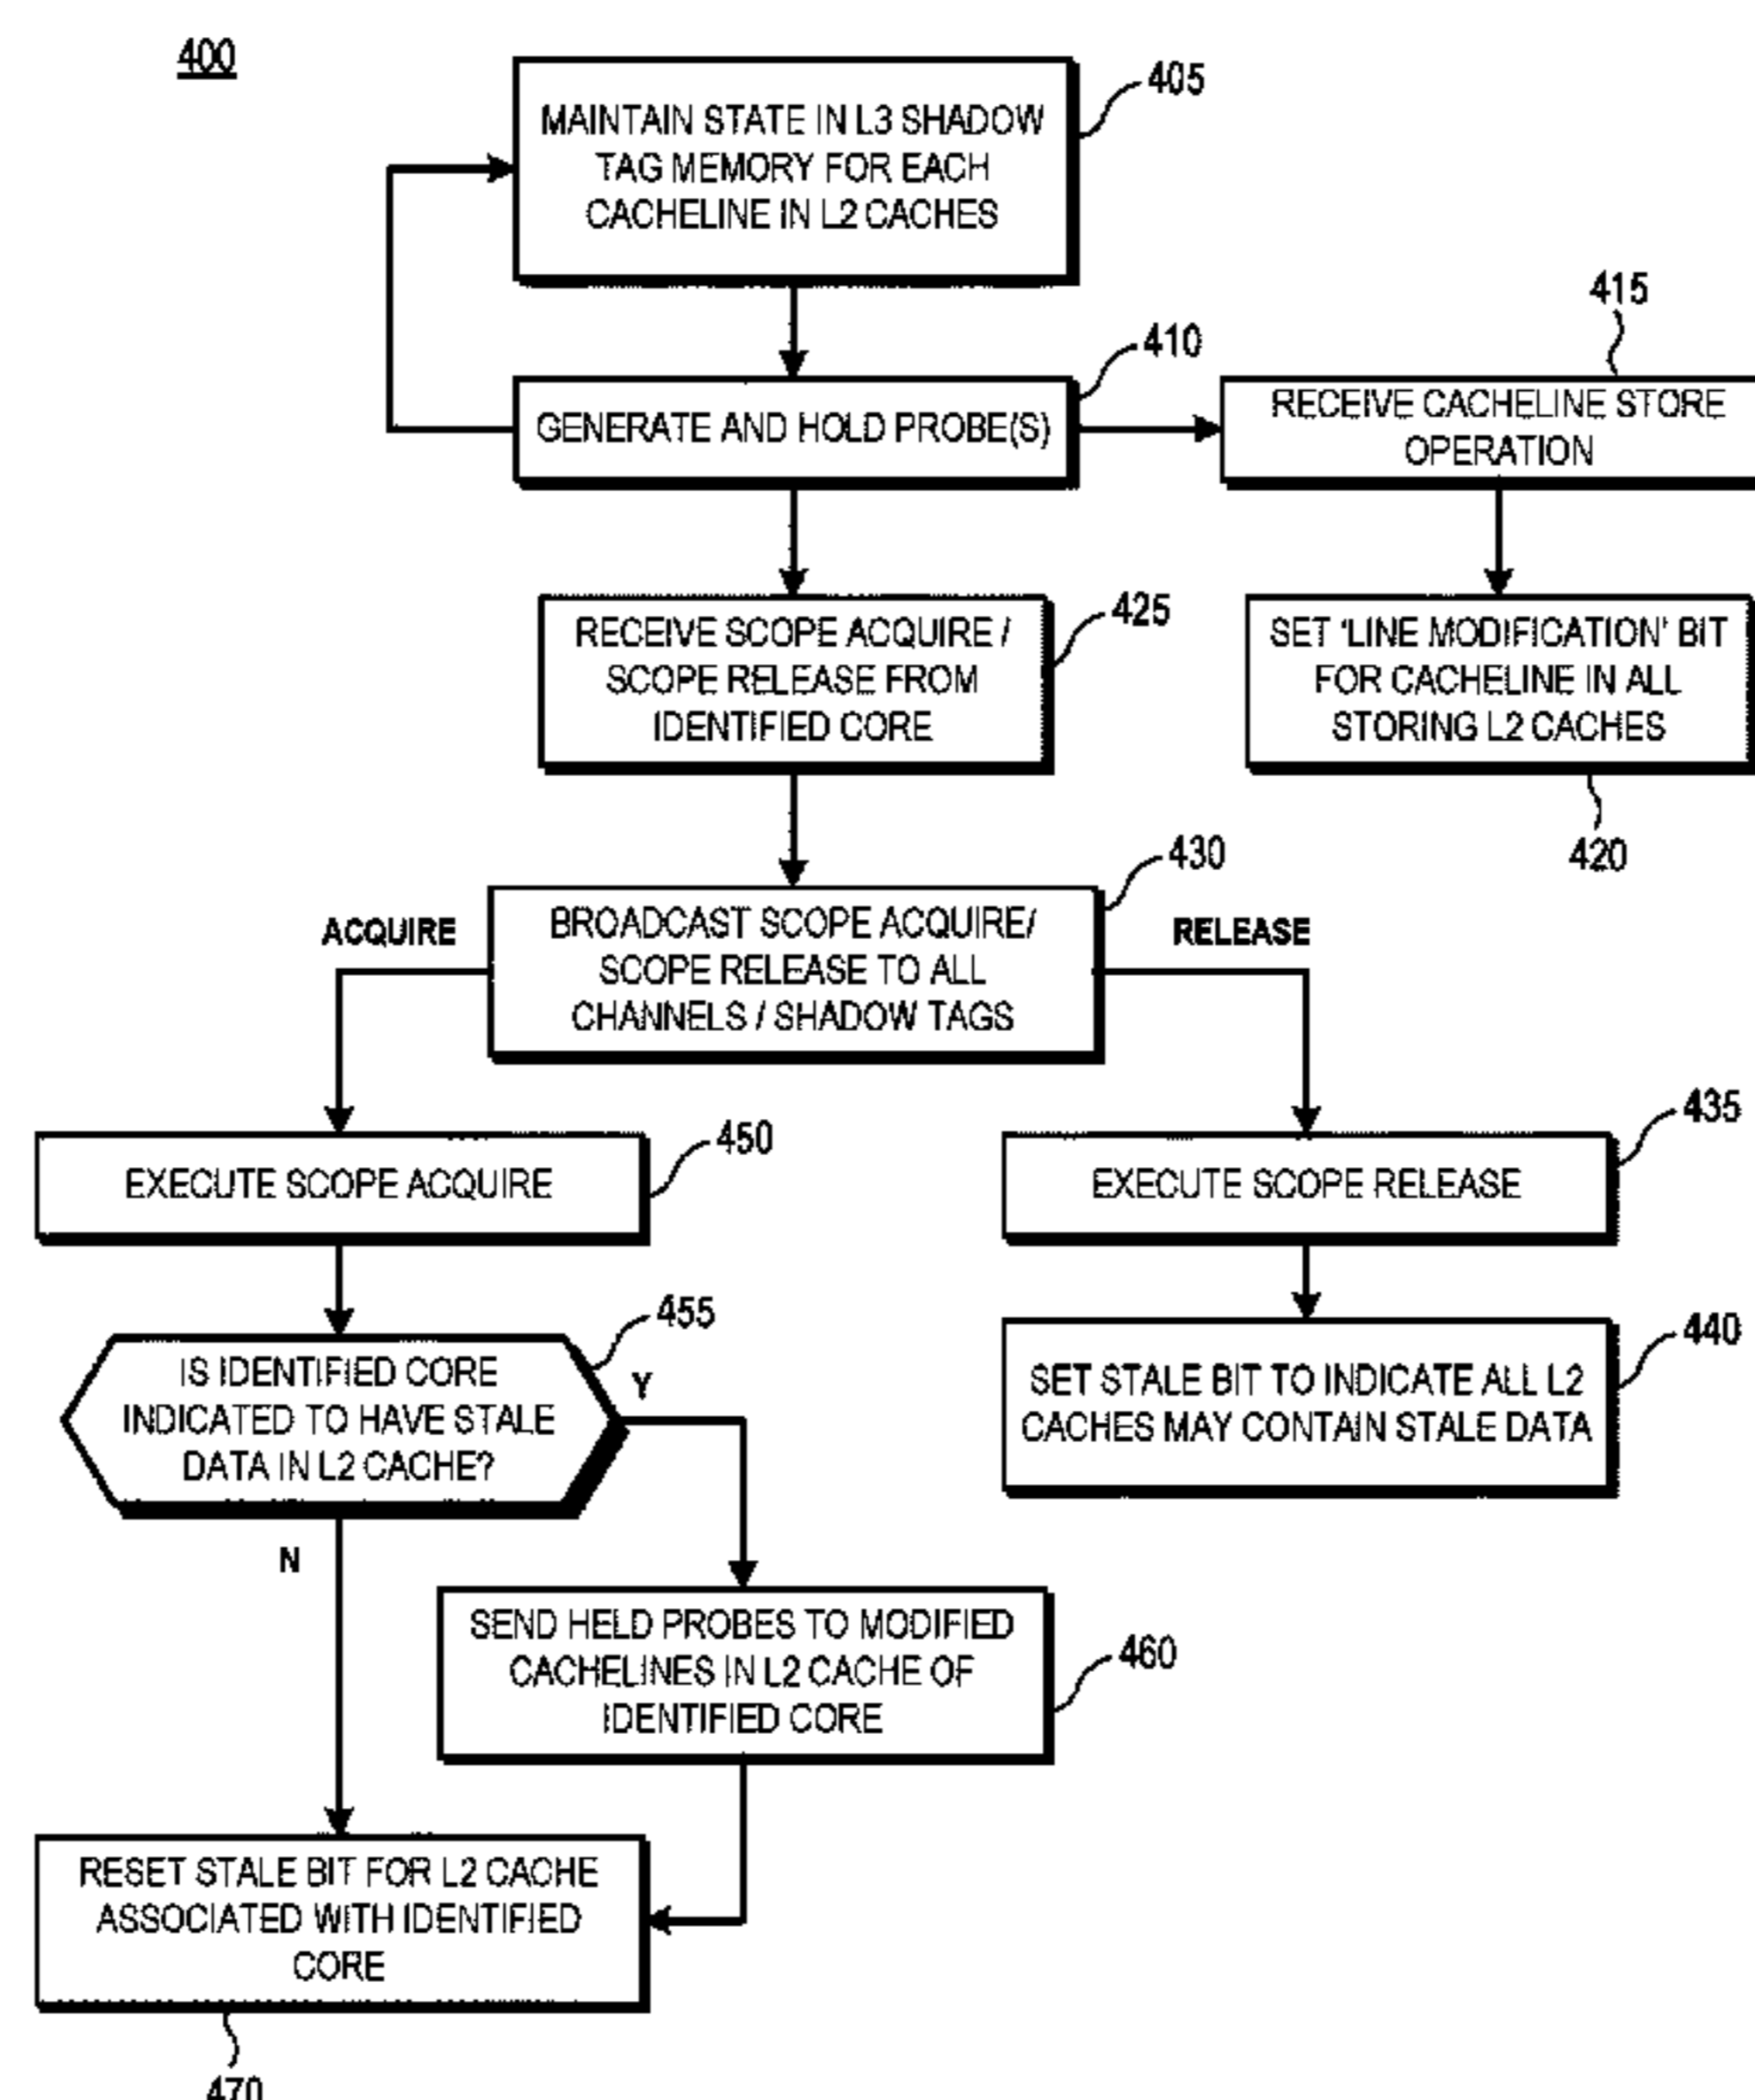 400
MAINTAIN STATE IN L3 SHADOW
TAG MEMORY FOR EACH
CACHELINE IN L2 CACHES
405
GENERATE AND HOLD PROBE(S)
410
415
RECEIVE CACHELINE STORE
OPERATION
RECEIVE SCOPE ACQUIRE /
SCOPE RELEASE FROM
IDENTIFIED CORE
425
SET 'LINE MODIFICATION' BIT
FOR CACHELINE IN ALL
STORING L2 CACHES
420
430
ACQUIRE
BROADCAST SCOPE ACQUIRE/
SCOPE RELEASE TO ALL
CHANNELS / SHADOW TAGS
RELEASE
EXECUTE SCOPE ACQUIRE
450
EXECUTE SCOPE RELEASE
435
IS IDENTIFIED CORE
INDICATED TO HAVE STALE
DATA IN L2 CACHE?
455
Y
N
SET STALE BIT TO INDICATE ALL L2
CACHES MAY CONTAIN STALE DATA
440
SEND HELD PROBES TO MODIFIED
CACHELINES IN L2 CACHE OF
IDENTIFIED CORE
460
RESET STALE BIT FOR L2 CACHE
ASSOCIATED WITH IDENTIFIED
CORE
470